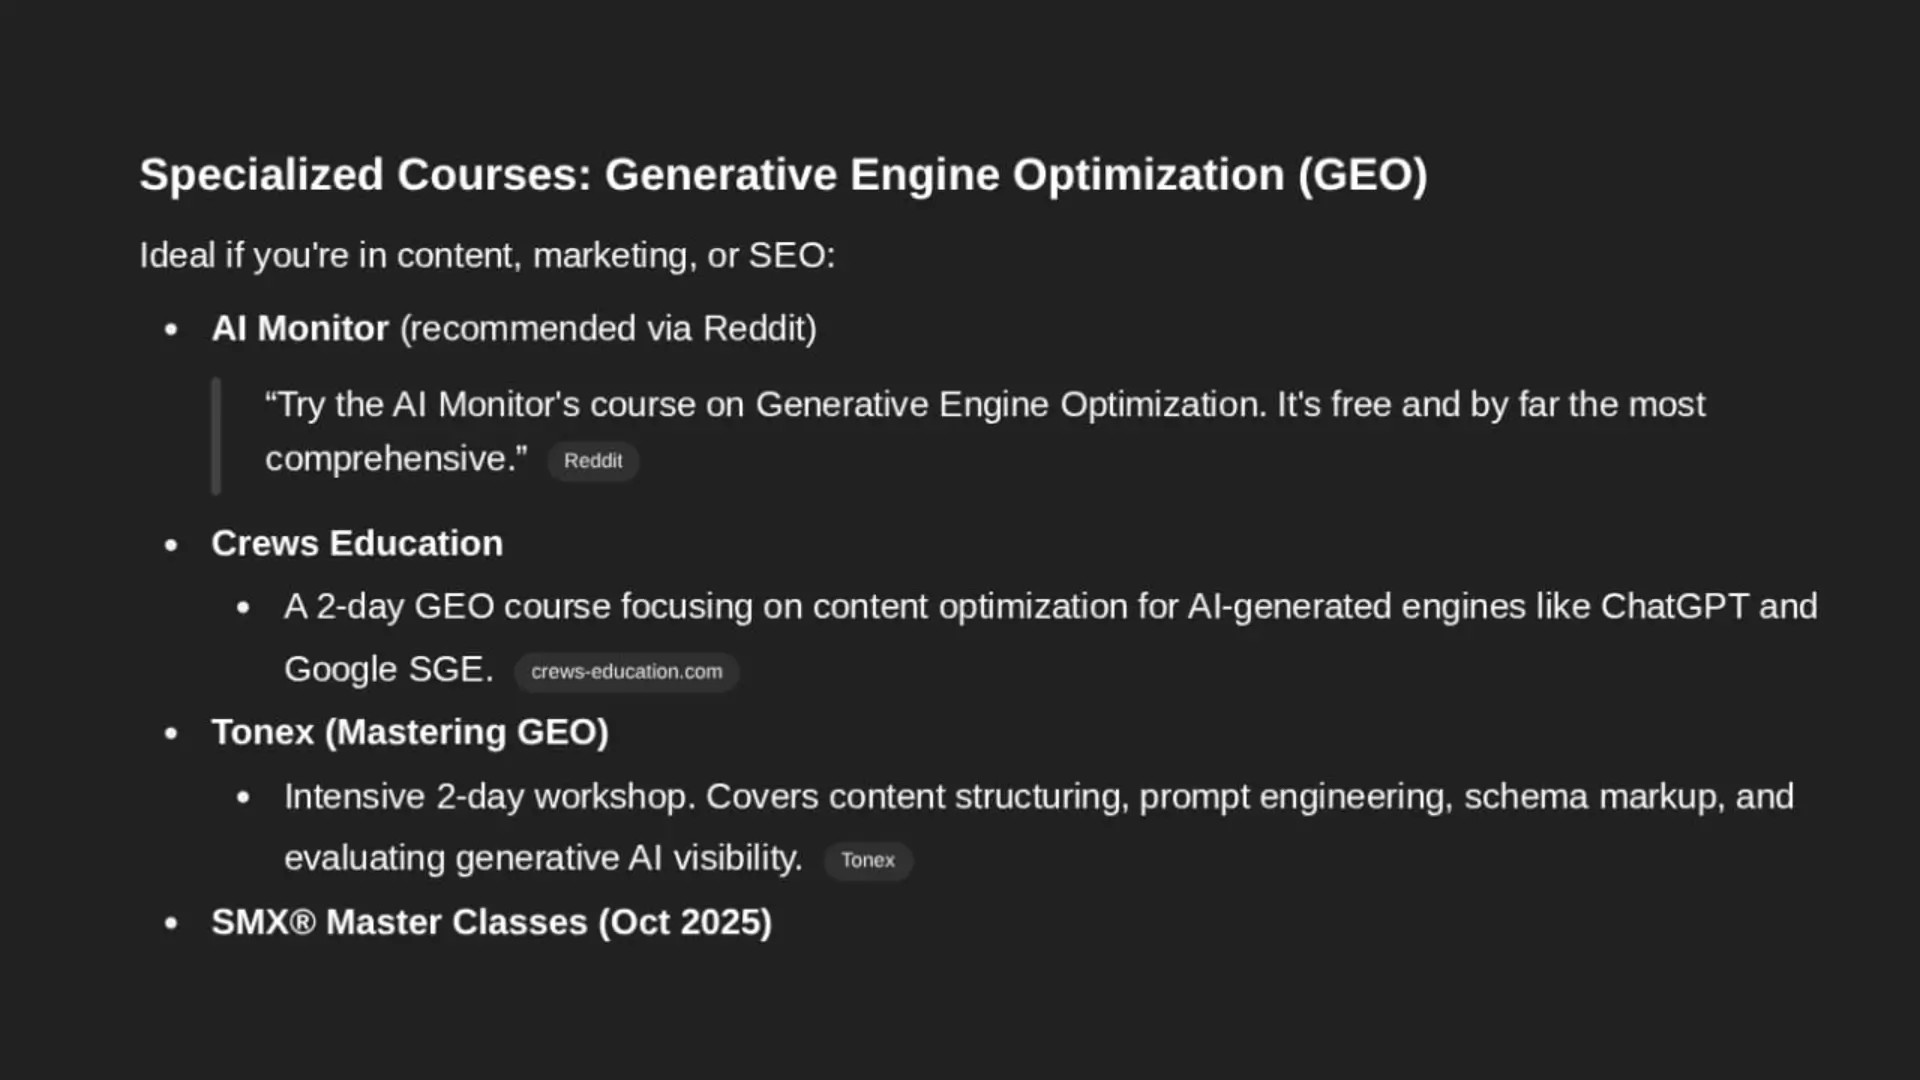 Specialized Courses: Generative Engine Optimization (GEO)
Ideal if you're in content, marketing, or SEO:
• AI Monitor (recommended via Reddit)
“Try the AI Monitor's course on Generative Engine Optimization. It's free and by far the most
comprehensive.” Reddit
• Crews Education
• A 2-day GEO course focusing on content optimization for AI-generated engines like ChatGPT and
Google SGE. crews-education.com
• Tonex (Mastering GEO)
• Intensive 2-day workshop. Covers content structuring, prompt engineering, schema markup, and
evaluating generative AI visibility. Tonex
• SMX® Master Classes (Oct 2025)